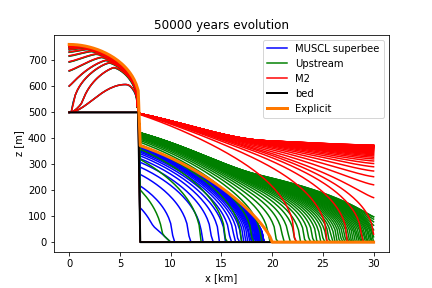 50000 years evolution
MUSCL superbee
Upstream
M2
bed
Explicit
z [m]
700
600
500
400
300
200
100
0
0 5 10 15 20 25 30
x [km]